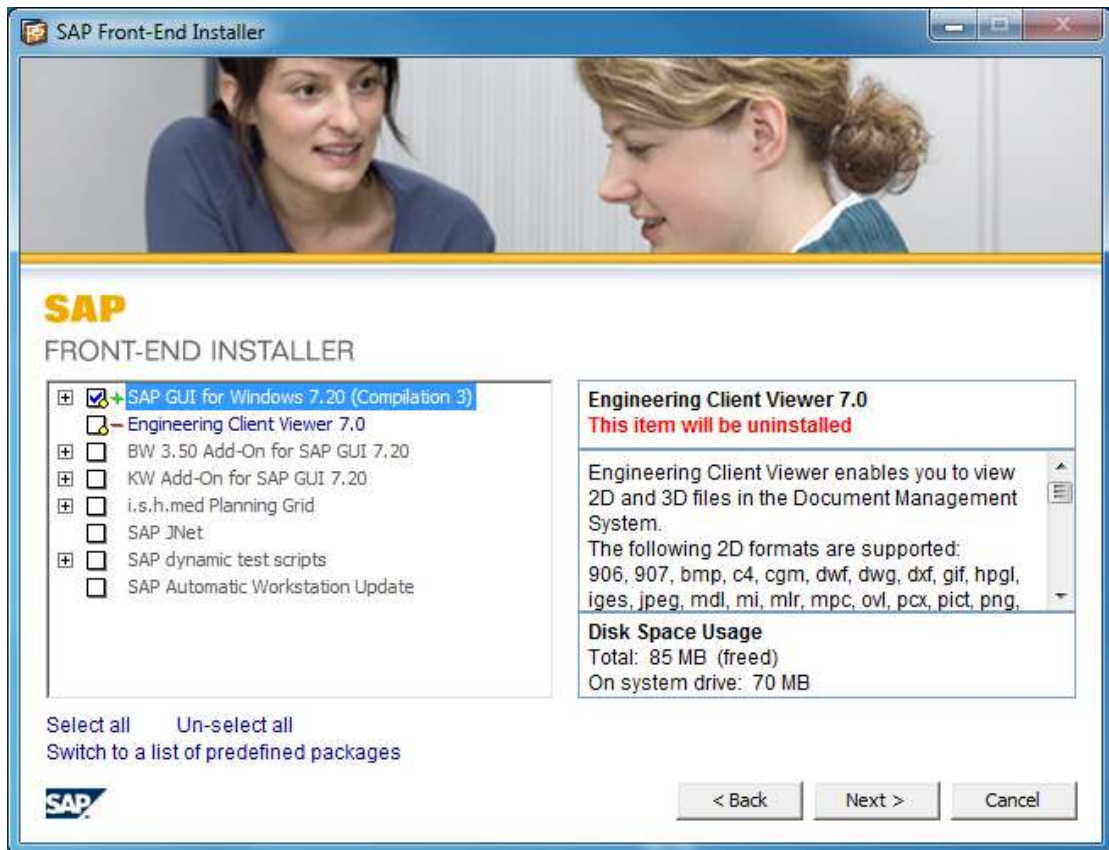 SAP Front-End Installer
SAP
FRONT-END INSTALLER
SAP GUI for Windows 7.20 (Compilation 3)
Engineering Client Viewer 7.0
BW 3.50 Add-On for SAP GUI 7.20
KW Add-On for SAP GUI 7.20
i.s.h.med Planning Grid
SAP JNet
SAP dynamic test scripts
SAP Automatic Workstation Update
Engineering Client Viewer 7.0
This item will be uninstalled
Engineering Client Viewer enables you to view
2D and 3D files in the Document Management
System.
The following 2D formats are supported:
906, 907, bmp, c4, cgm, dwf, dwg, dxf, gif, hpgl,
iges, jpeg, mdl, mi, mlr, mpc, ovl, pcx, pict, png,
Disk Space Usage
Total: 85 MB (freed)
On system drive: 70 MB
Select all Un-select all
Switch to a list of predefined packages
SAP
< Back Next > Cancel